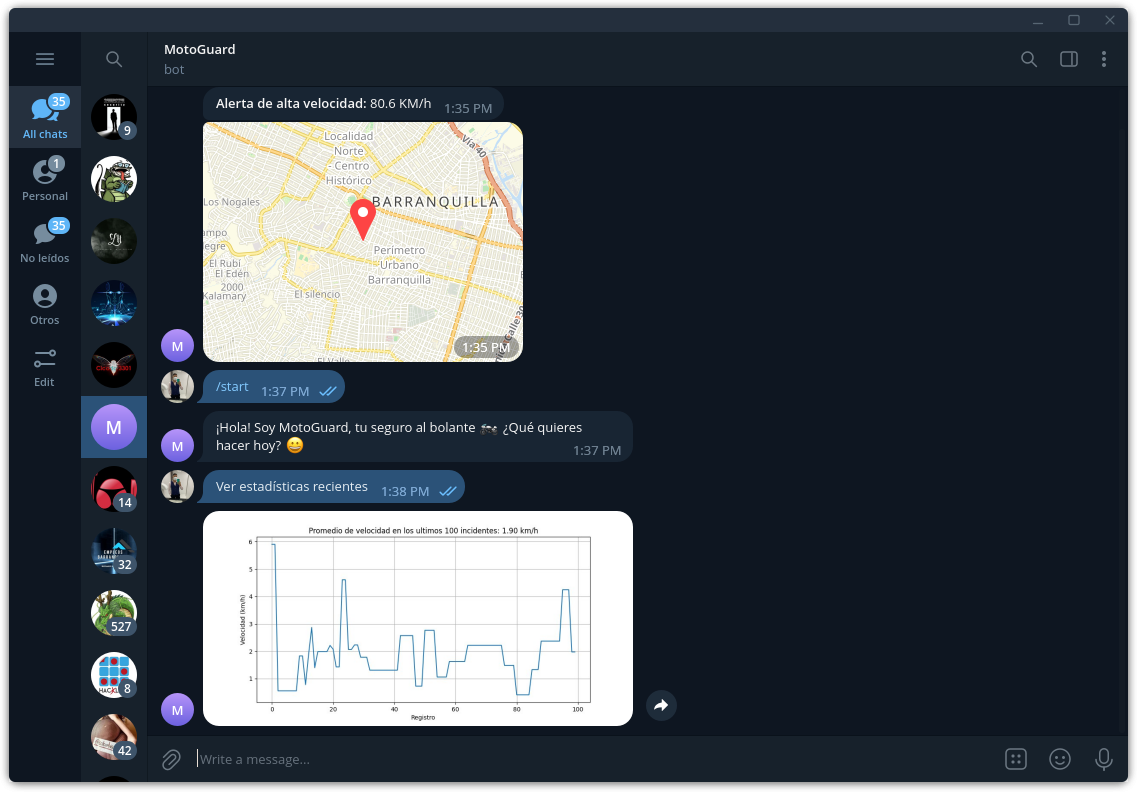 MotoGuard
bot
35
All chats
1
Personal
35
No leídos
Otros
Edit
9
14
32
527
8
42
Alerta de alta velocidad: 80.6 KM/h 1:35 PM
Localidad
Norte
- Centro
Histórico
Vía 40
Los Nogales
BARRANQUILLA
Perímetro
Urbano
Barranquilla
El Rubí
El Edén
2000
Kalamary
El silencio
Calle 30
El Valle
1:35 PM
/start 1:37 PM
M
¡Hola! Soy MotoGuard, tu seguro al bolante 🏍️ ¿Qué quieres
hacer hoy? 😄
1:37 PM
M
Ver estadísticas recientes 1:38 PM
Promedio de velocidad en los ultimos 100 incidentes: 1.90 km/h
Velocidad (km/h)
6
5
4
3
2
1
0 20 40 60 80 100
Registro
M
M
Write a message...